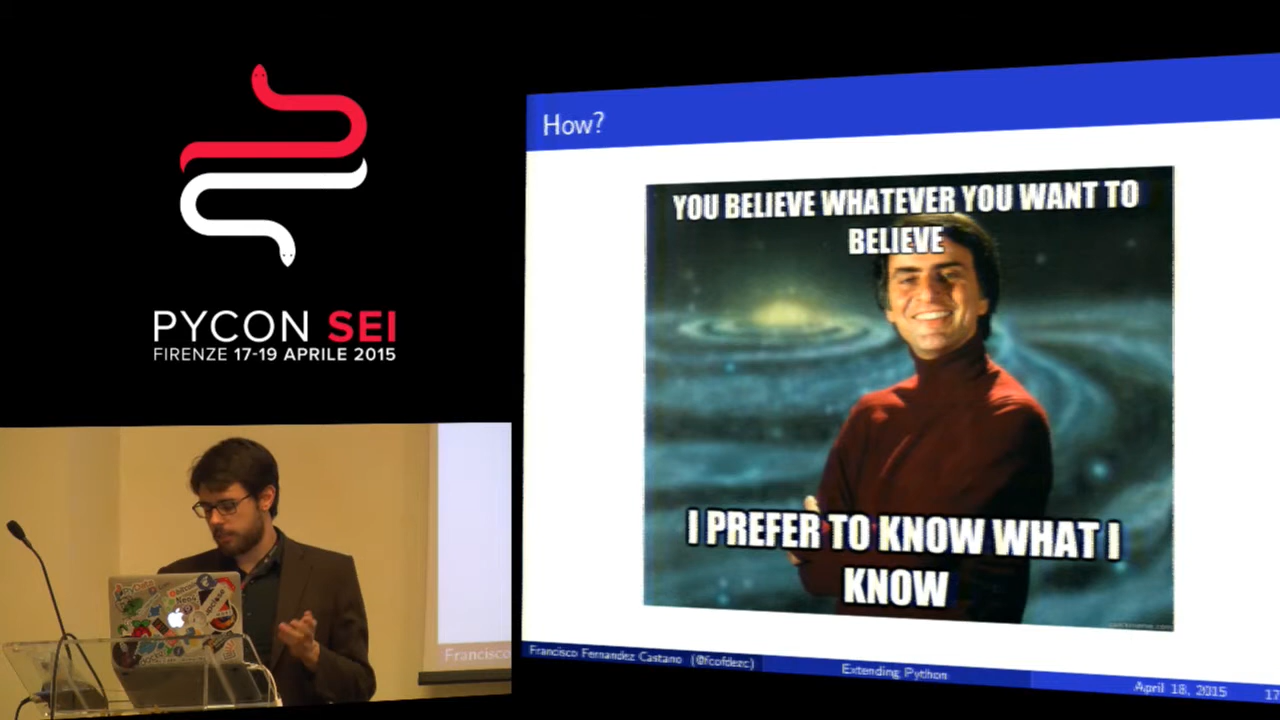 PYCON SEI
FIRENZE 17-19 APRILE 2015
How?
YOU BELIEVE WHATEVER YOU WANT TO
BELIEVE
I PREFER TO KNOW WHAT I
KNOW
Francisco Fernandez Castano (@fcofdezc)
Extending Python
April 18, 2015
17
Francisco